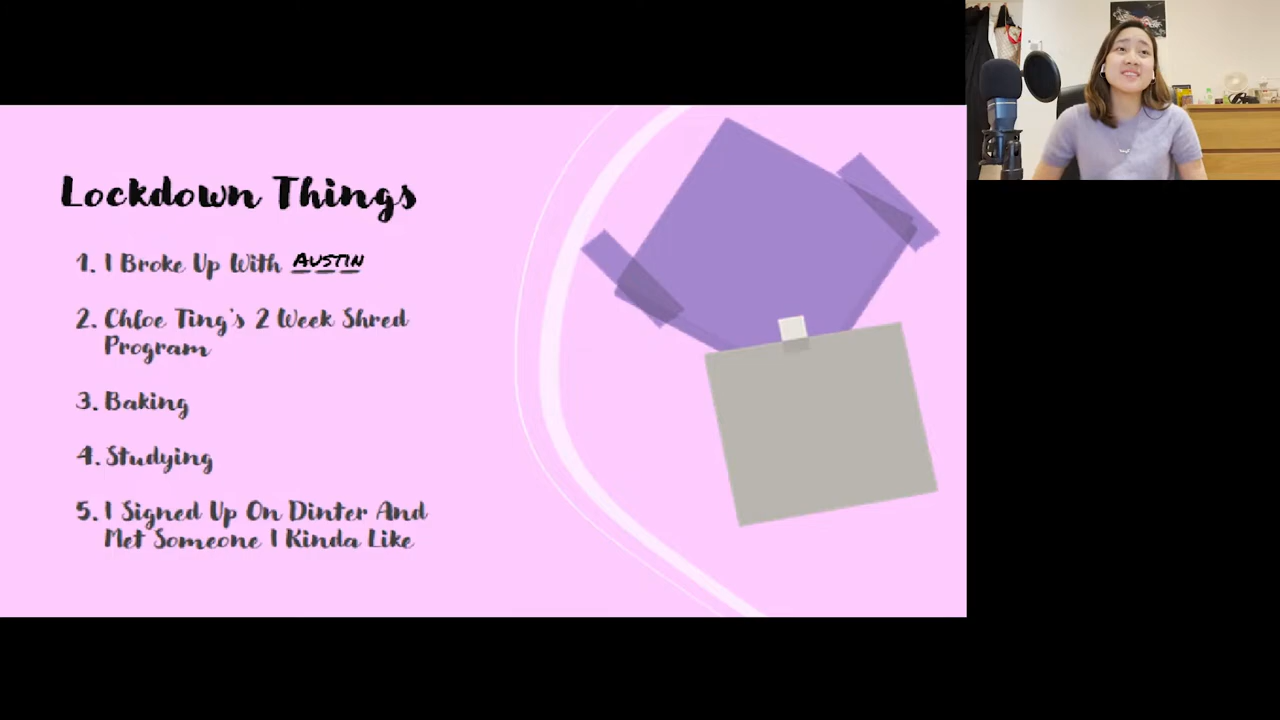 Lockdown Things
1. I Broke Up With AUSTIN
2. Chloe Ting's 2 Week Shred
Program
3. Baking
4. Studying
5. I Signed Up On Dinter And
Met Someone I Kinda Like